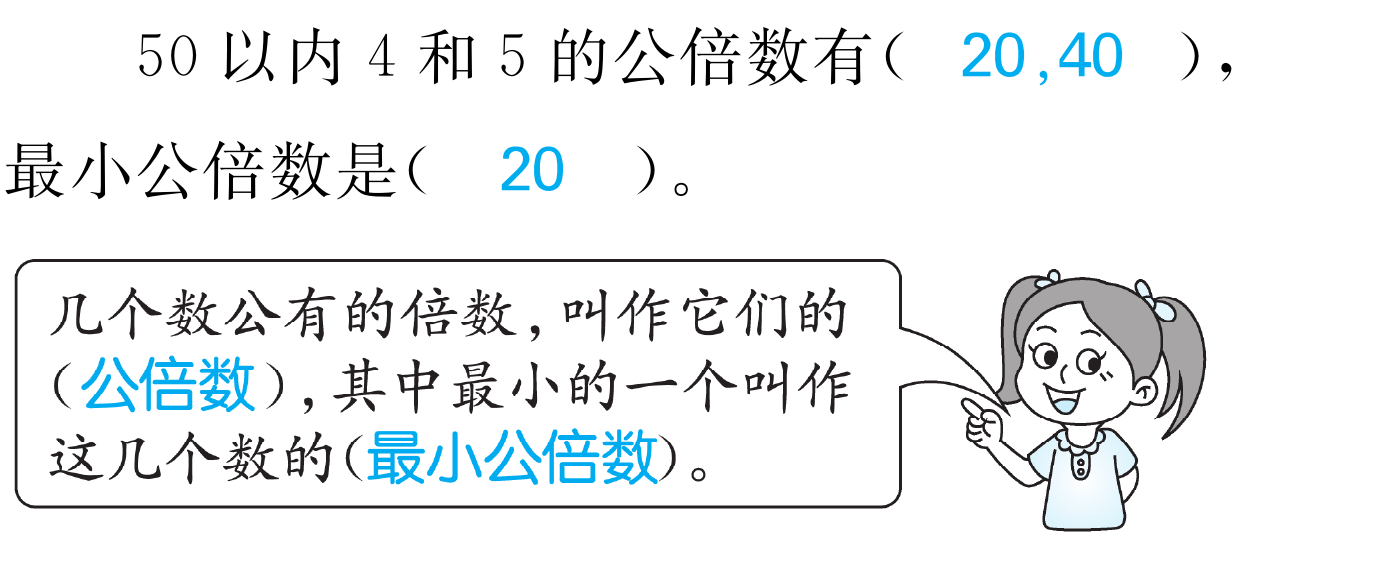 50 以内 4 和 5 的公倍数有( 20,40 ),
最小公倍数是( 20 )。
几个数公有的倍数,叫作它们的
(公倍数),其中最小的一个叫作
这几个数的(最小公倍数)。